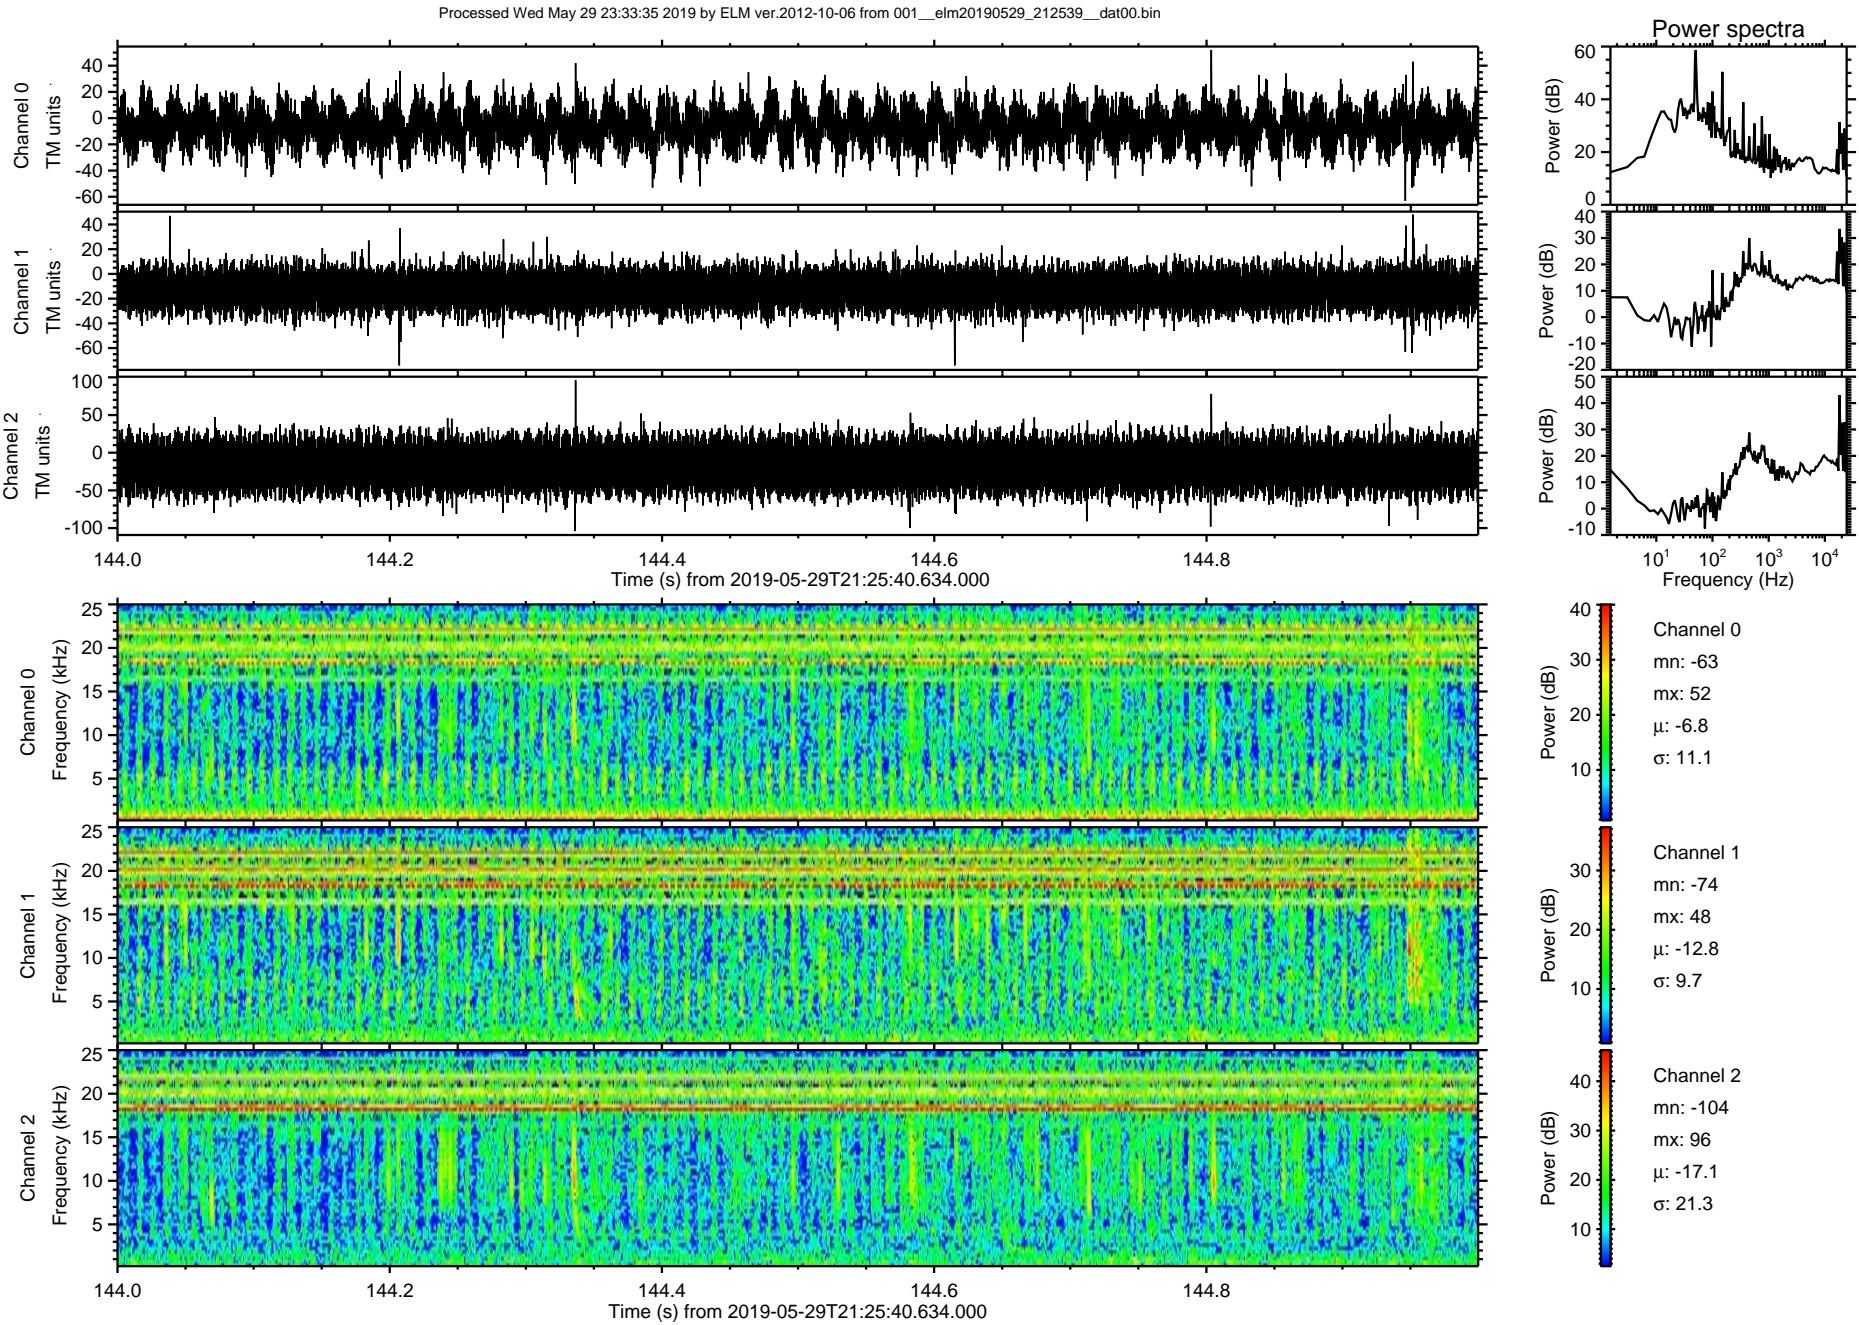 Processed Wed May 29 23:33:35 2019 by ELM ver.2012-10-06 from 001__elm20190529_212539__dat00.bin
Power spectra
Channel 0
TM units
40
20
0
-20
-40
-60
Power (dB)
60
40
20
0
Channel 1
TM units
40
20
0
-20
-40
-60
Power (dB)
40
30
20
10
0
-10
-20
Channel 2
TM units
100
50
0
-50
-100
Power (dB)
50
40
30
20
10
0
-10
144.0 144.2 144.4 144.6 144.8
Time (s) from 2019-05-29T21:25:40.634.000
10^1 10^2 10^3 10^4
Frequency (Hz)
Channel 0
Frequency (kHz)
25
20
15
10
5
Power (dB)
40
30
20
10
Channel 0
mn: -63
mx: 52
μ: -6.8
σ: 11.1
Channel 1
Frequency (kHz)
25
20
15
10
5
Power (dB)
30
20
10
Channel 1
mn: -74
mx: 48
μ: -12.8
σ: 9.7
Channel 2
Frequency (kHz)
25
20
15
10
5
Power (dB)
40
30
20
10
Channel 2
mn: -104
mx: 96
μ: -17.1
σ: 21.3
144.0 144.2 144.4 144.6 144.8
Time (s) from 2019-05-29T21:25:40.634.000